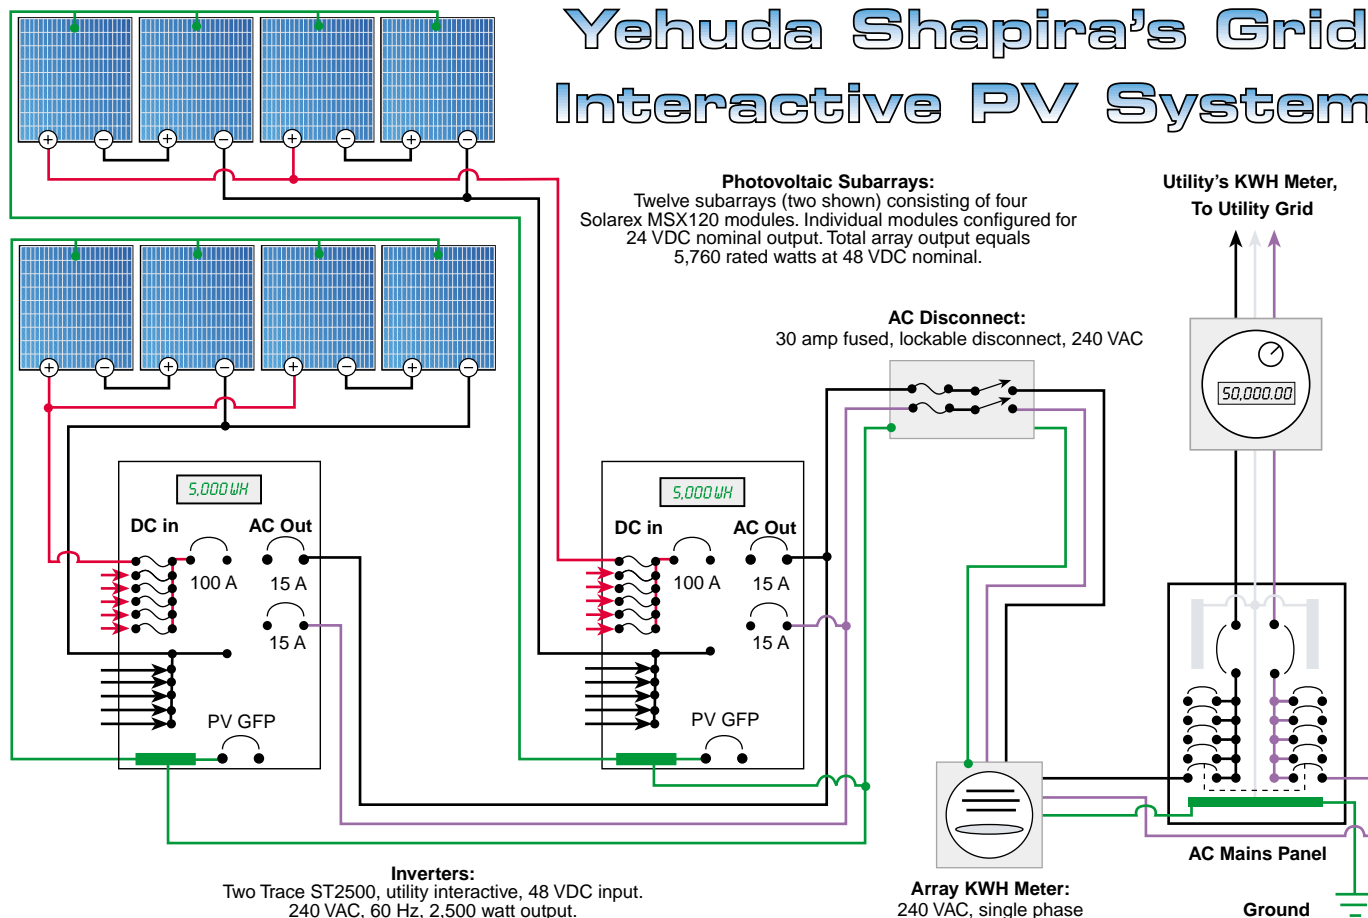 Yehuda Shapira's Grid
Interactive PV System
Photovoltaic Subarrays:
Twelve subarrays (two shown) consisting of four
Solarex MSX120 modules. Individual modules configured for
24 VDC nominal output. Total array output equals
5,760 rated watts at 48 VDC nominal.
Utility's KWH Meter,
To Utility Grid
AC Disconnect:
30 amp fused, lockable disconnect, 240 VAC
50,000.00
5,000 WH
DC in
AC Out
100 A
15 A
15 A
PV GFP
5,000 WH
DC in
AC Out
100 A
15 A
15 A
PV GFP
AC Mains Panel
Ground
Inverters:
Two Trace ST2500, utility interactive, 48 VDC input.
240 VAC, 60 Hz, 2,500 watt output.
Array KWH Meter:
240 VAC, single phase